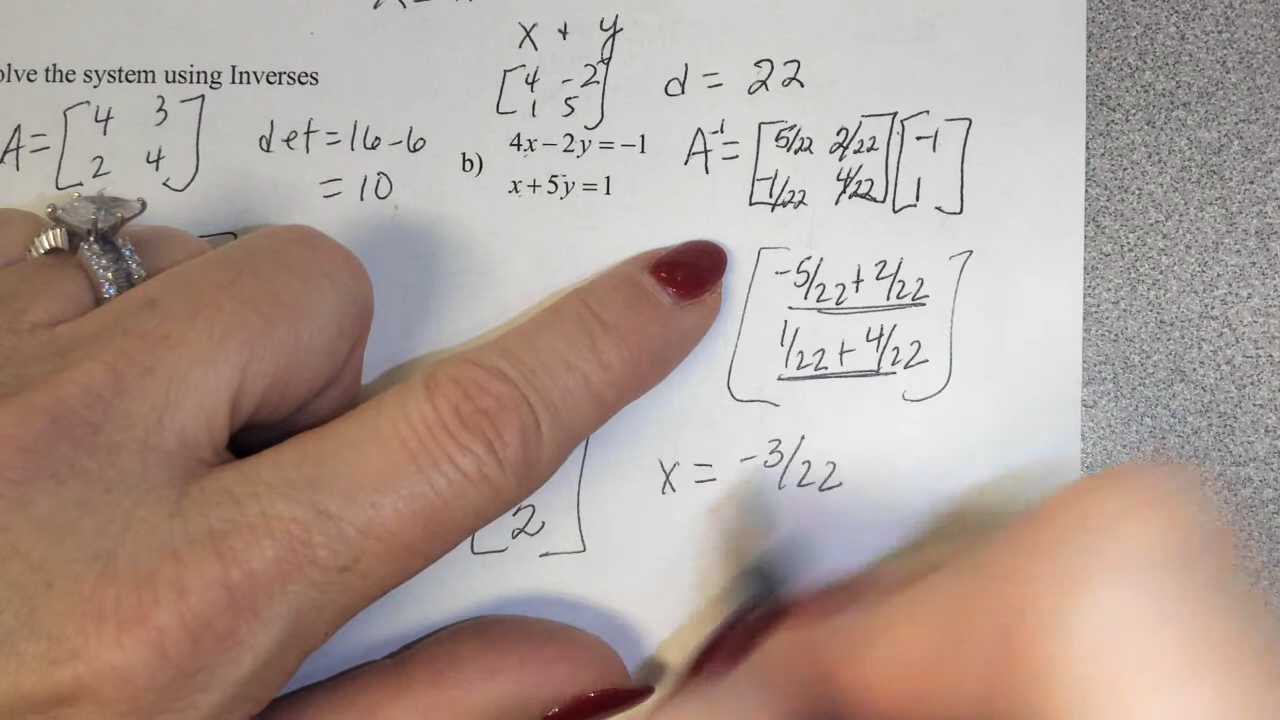 olve the system using Inverses
A = [4 3
2 4]
det = 16 - 6
= 10
x + y
[4 -2
1 5]
b)
4x − 2y = −1
x + 5y = 1
d = 22
A⁻¹ = [5/22 2/22
-1/22 4/22] [-1
1]
[-5/22 + 2/22
1/22 + 4/22]
x = -3/22
2]